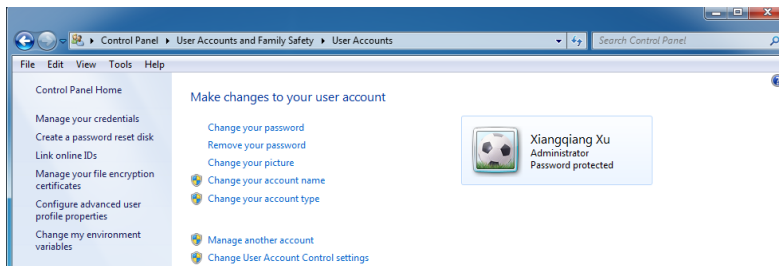 Control Panel ▸ User Accounts and Family Safety ▸ User Accounts
Search Control Panel
File Edit View Tools Help
Control Panel Home
Manage your credentials
Create a password reset disk
Link online IDs
Manage your file encryption
certificates
Configure advanced user
profile properties
Change my environment
variables
Make changes to your user account
Change your password
Remove your password
Change your picture
Change your account name
Change your account type
Manage another account
Change User Account Control settings
Xiangqiang Xu
Administrator
Password protected